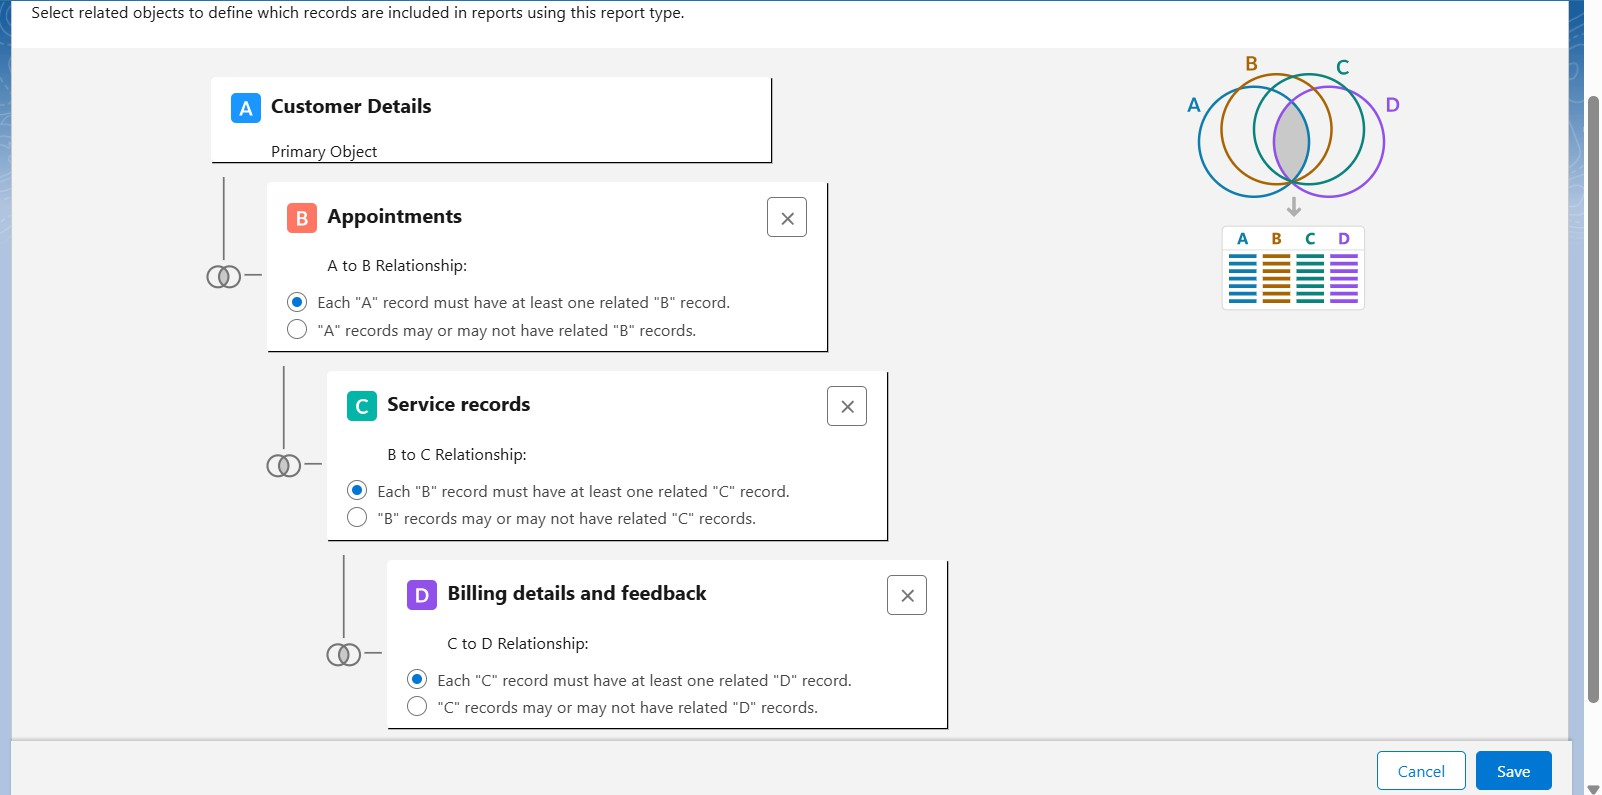 Select related objects to define which records are included in reports using this report type.
A Customer Details
Primary Object
B Appointments
A to B Relationship:
Each "A" record must have at least one related "B" record.
"A" records may or may not have related "B" records.
C Service records
B to C Relationship:
Each "B" record must have at least one related "C" record.
"B" records may or may not have related "C" records.
D Billing details and feedback
C to D Relationship:
Each "C" record must have at least one related "D" record.
"C" records may or may not have related "D" records.
A B C D
A B C D
Cancel Save